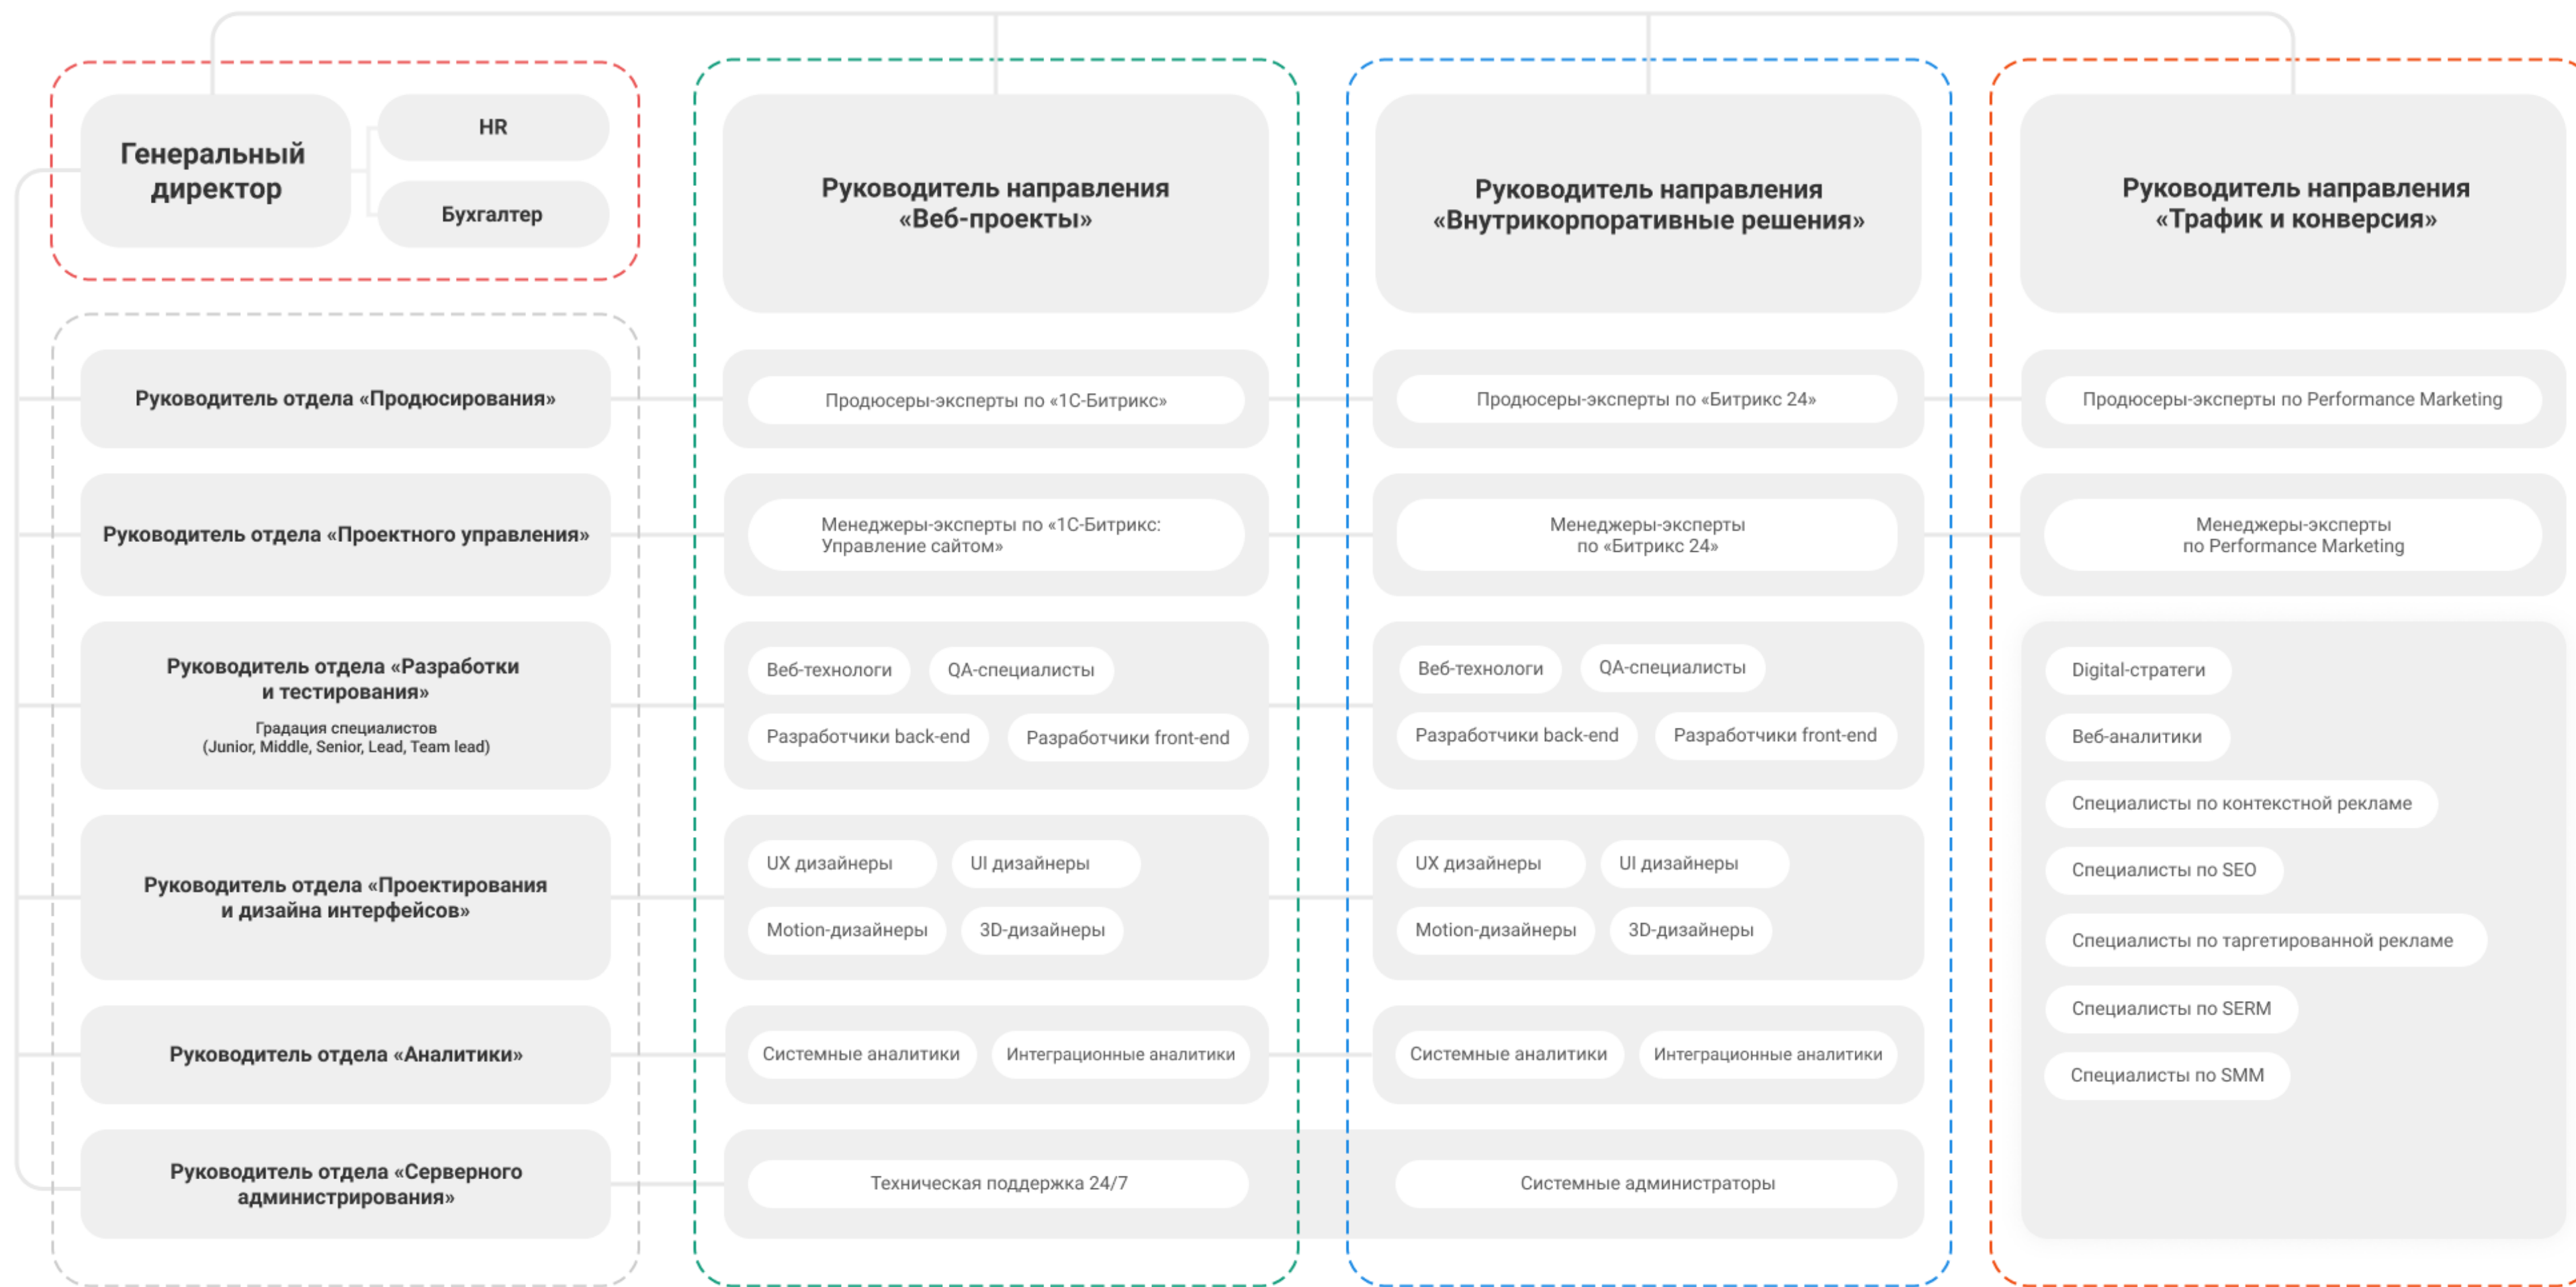 Генеральный
директор
HR
Бухгалтер
Руководитель направления
«Веб-проекты»
Руководитель направления
«Внутрикорпоративные решения»
Руководитель направления
«Трафик и конверсия»
Руководитель отдела «Продюсирования»
Продюсеры-эксперты по «1С-Битрикс»
Продюсеры-эксперты по «Битрикс 24»
Продюсеры-эксперты по Performance Marketing
Руководитель отдела «Проектного управления»
Менеджеры-эксперты по «1С-Битрикс:
Управление сайтом»
Менеджеры-эксперты
по «Битрикс 24»
Менеджеры-эксперты
по Performance Marketing
Руководитель отдела «Разработки
и тестирования»
Градация специалистов
(Junior, Middle, Senior, Lead, Team lead)
Веб-технологи
QA-специалисты
Разработчики back-end
Разработчики front-end
Веб-технологи
QA-специалисты
Разработчики back-end
Разработчики front-end
Digital-стратеги
Веб-аналитики
Специалисты по контекстной рекламе
Специалисты по SEO
Специалисты по таргетированной рекламе
Специалисты по SERM
Специалисты по SMM
Руководитель отдела «Проектирования
и дизайна интерфейсов»
UX дизайнеры
UI дизайнеры
Motion-дизайнеры
3D-дизайнеры
UX дизайнеры
UI дизайнеры
Motion-дизайнеры
3D-дизайнеры
Руководитель отдела «Аналитики»
Системные аналитики
Интеграционные аналитики
Системные аналитики
Интеграционные аналитики
Руководитель отдела «Серверного
администрирования»
Техническая поддержка 24/7
Системные администраторы